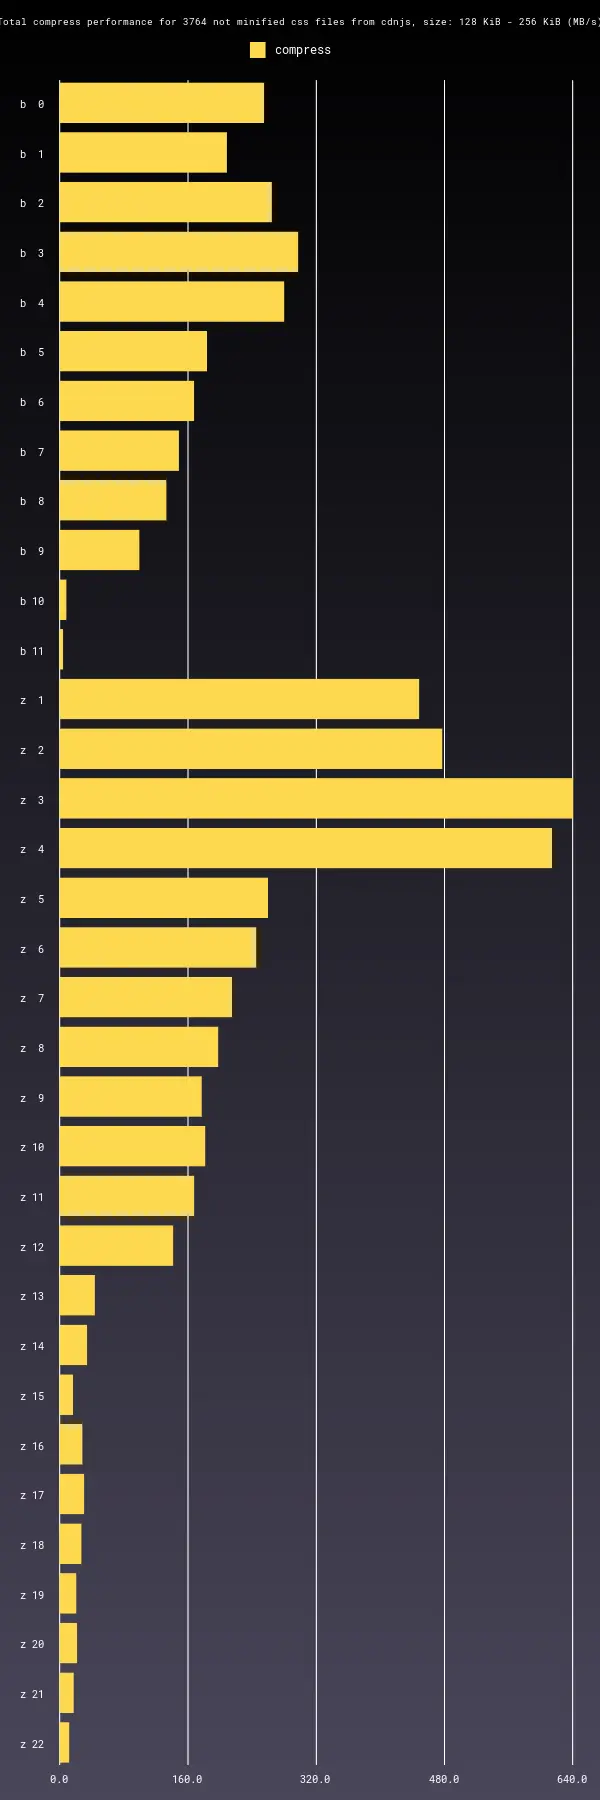 Total compress performance for 3764 not minified css files from cdnjs, size: 128 KiB - 256 KiB (MB/s)
compress
b 0
b 1
b 2
b 3
b 4
b 5
b 6
b 7
b 8
b 9
b 10
b 11
z 1
z 2
z 3
z 4
z 5
z 6
z 7
z 8
z 9
z 10
z 11
z 12
z 13
z 14
z 15
z 16
z 17
z 18
z 19
z 20
z 21
z 22
0.0 160.0 320.0 480.0 640.0